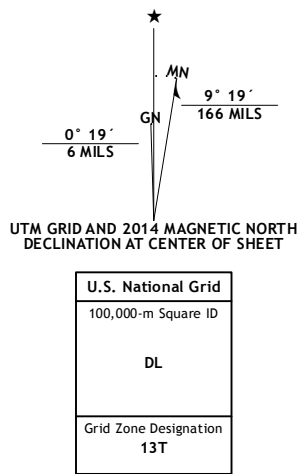 ★
MN
GN
9° 19´
166 MILS
0° 19´
6 MILS
UTM GRID AND 2014 MAGNETIC NORTH
DECLINATION AT CENTER OF SHEET
U.S. National Grid
100,000-m Square ID
DL
Grid Zone Designation
13T